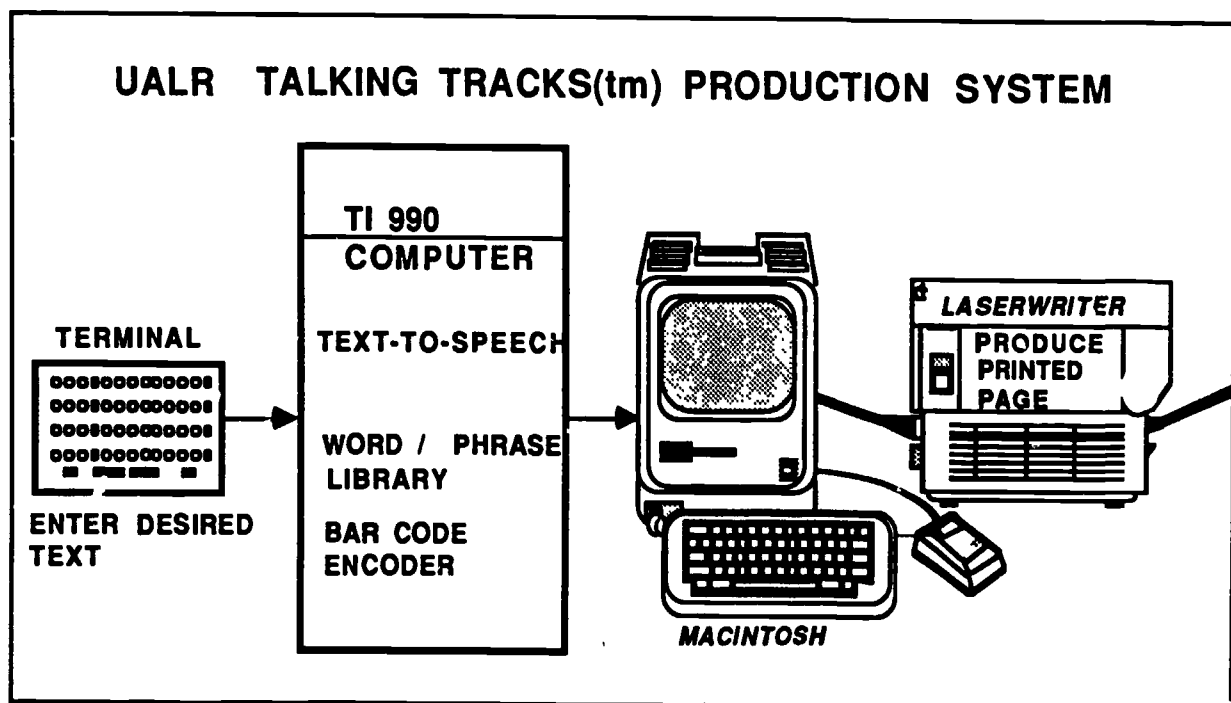 UALR TALKING TRACKS(tm) PRODUCTION SYSTEM
TERMINAL
ENTER DESIRED
TEXT
TI 990
COMPUTER
TEXT-TO-SPEECH
WORD / PHRASE
LIBRARY
BAR CODE
ENCODER
MACINTOSH
LASERWRITER
PRODUCE
PRINTED
PAGE